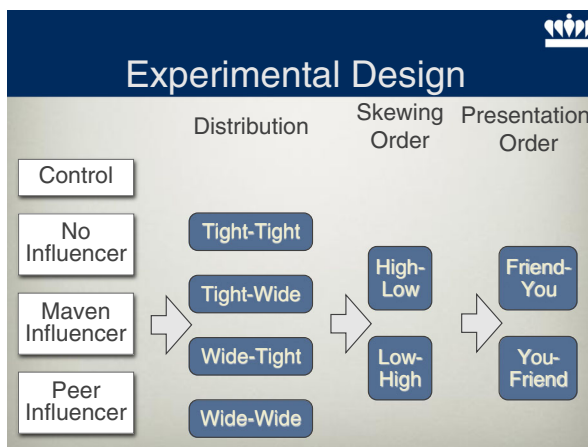 Experimental Design
Distribution
Skewing
Order
Presentation
Order
Control
No
Influencer
Maven
Influencer
Peer
Influencer
Tight-Tight
Tight-Wide
Wide-Tight
Wide-Wide
High-
Low
Low-
High
Friend-
You
You-
Friend